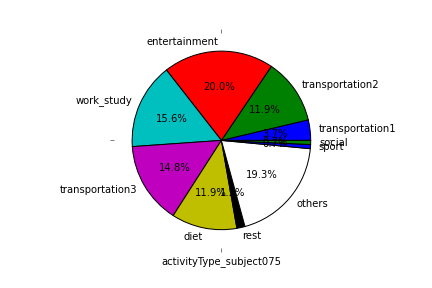 entertainment
20.0%
transportation2
11.9%
work_study
15.6%
transportation1
social
sport
14.8%
transportation3
11.9%
19.3%
others
diet
rest
activityType_subject075